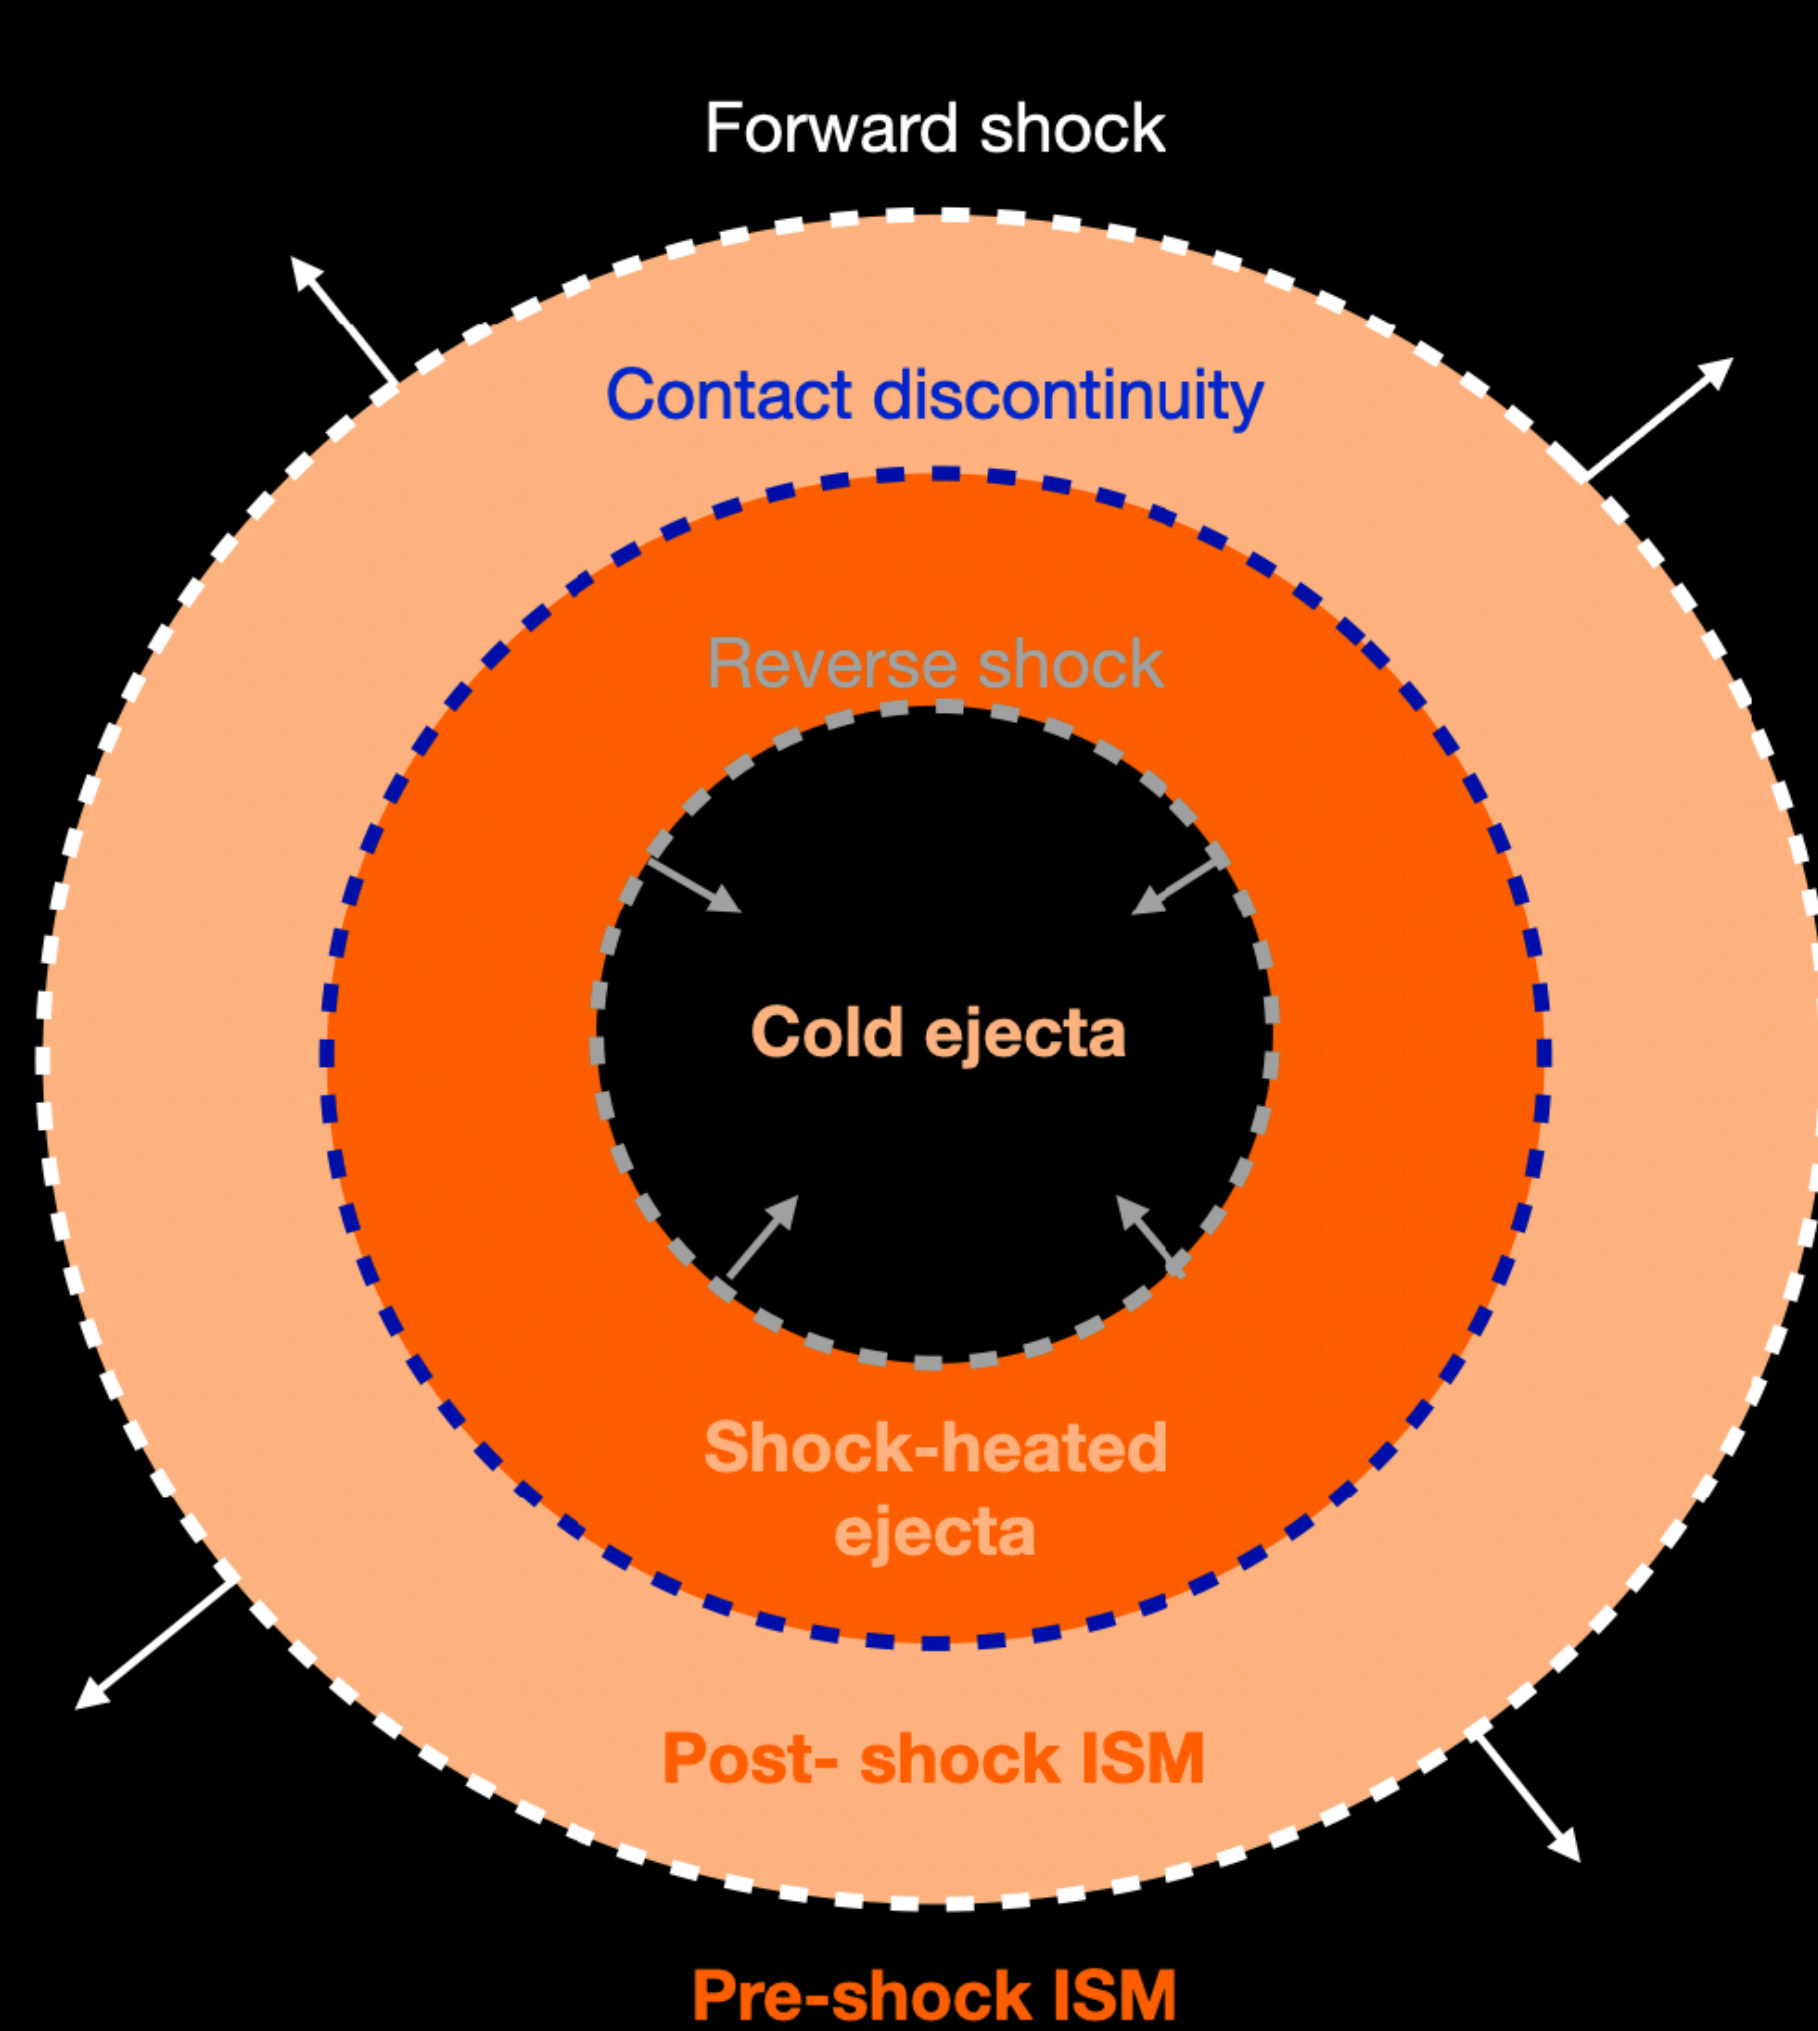 Forward shock
Contact discontinuity
Reverse shock
Cold ejecta
Shock-heated
ejecta
Post- shock ISM
Pre-shock ISM